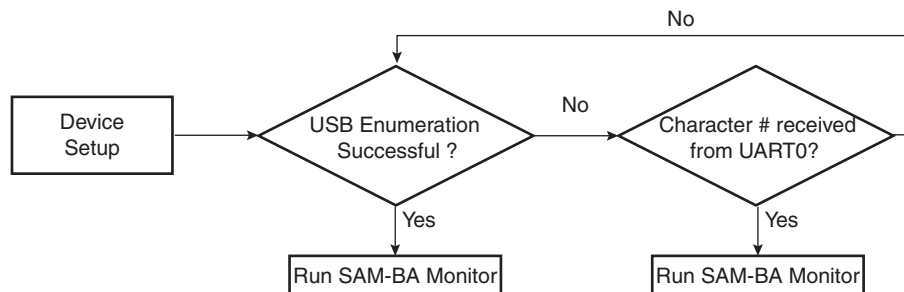 No
Device
Setup
USB Enumeration
Successful ?
No
Character # received
from UART0?
Yes
Yes
Run SAM-BA Monitor
Run SAM-BA Monitor